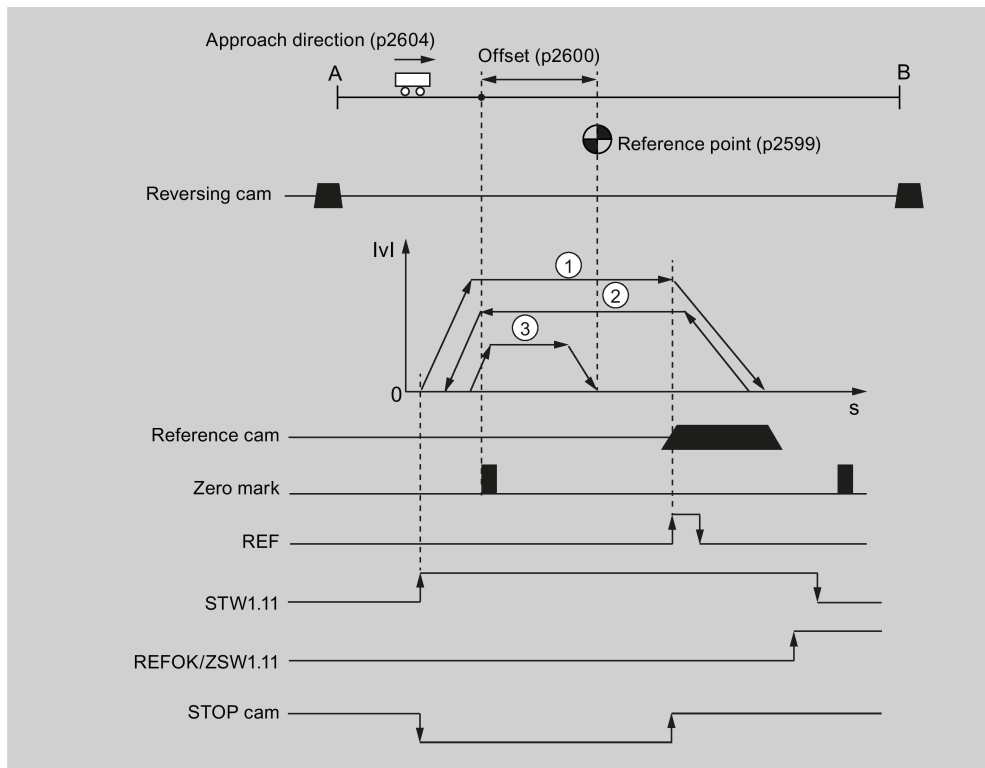 Approach direction (p2604)
Offset (p2600)
A
B
Reference point (p2599)
Reversing cam
IvI
1
2
3
0
s
Reference cam
Zero mark
REF
STW1.11
REFOK/ZSW1.11
STOP cam